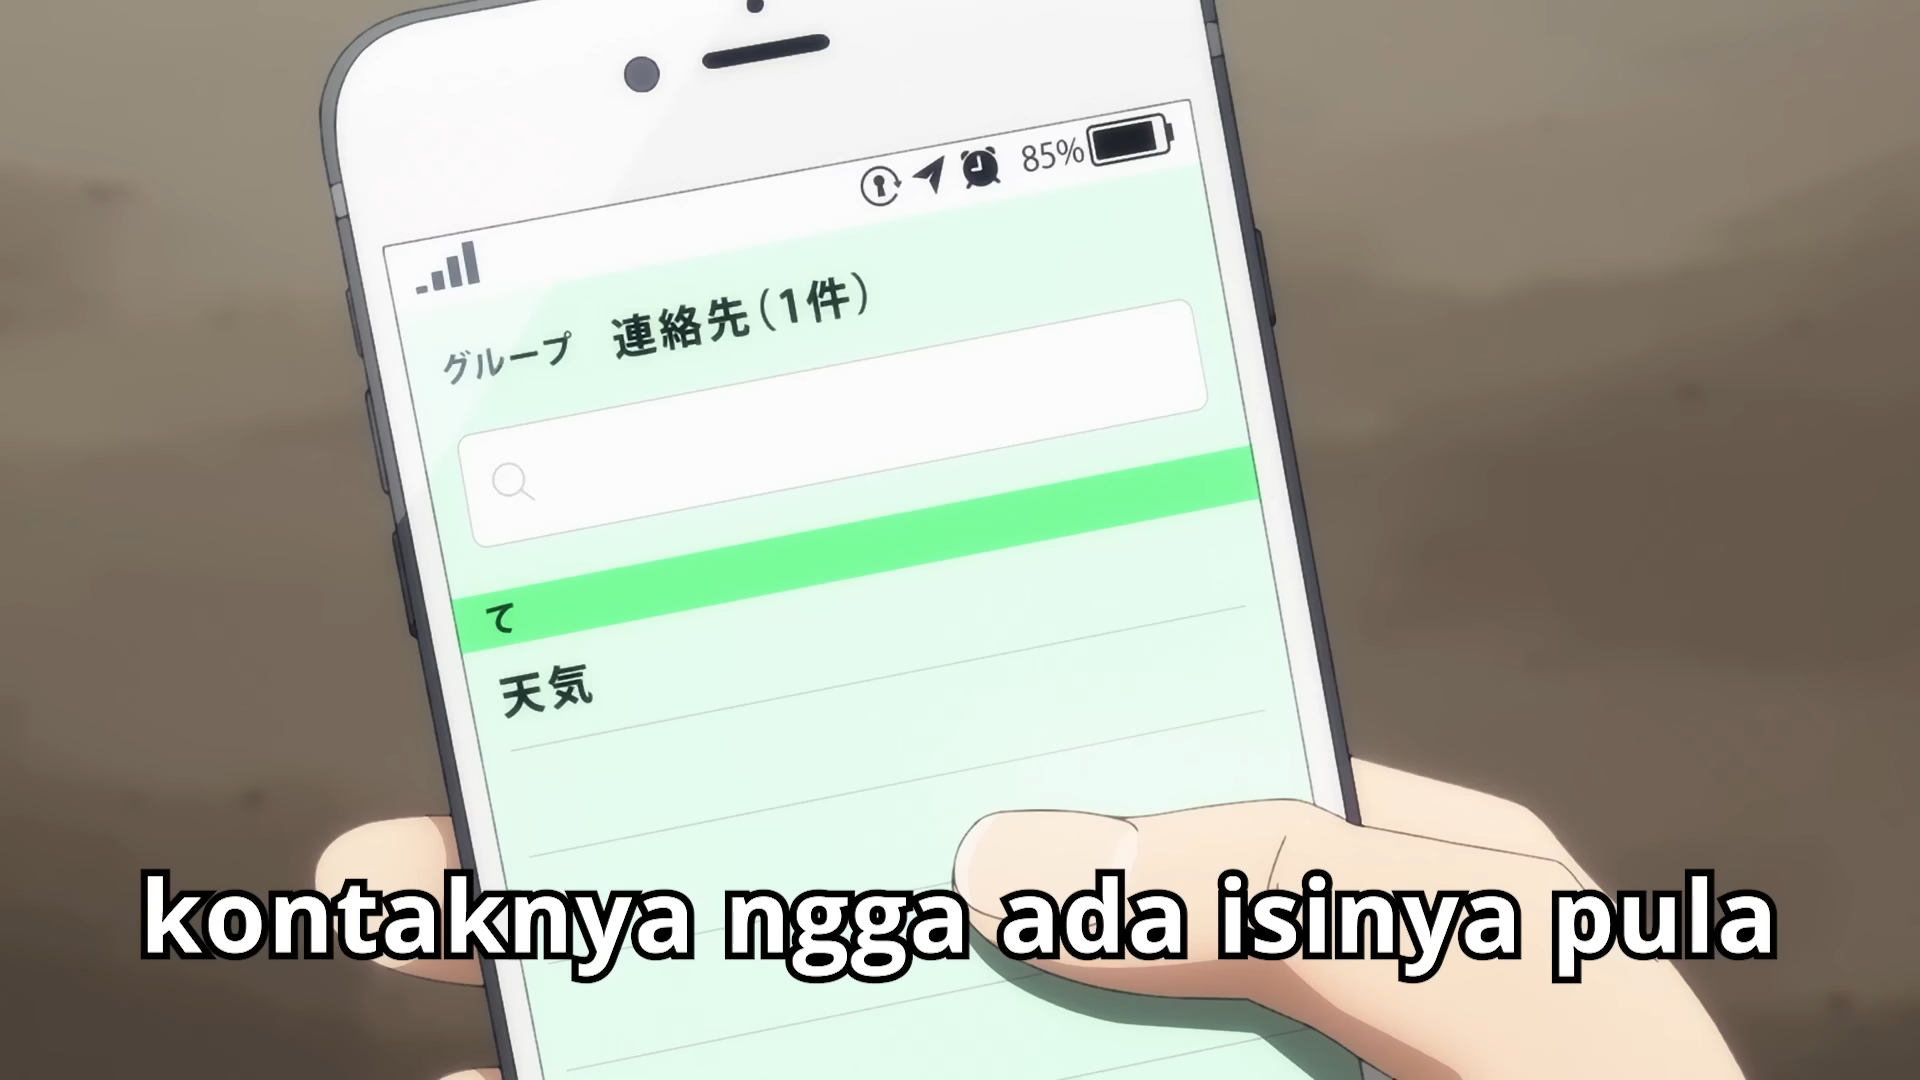 85%
グループ 連絡先(1件)
て
天気
kontaknya ngga ada isinya pula